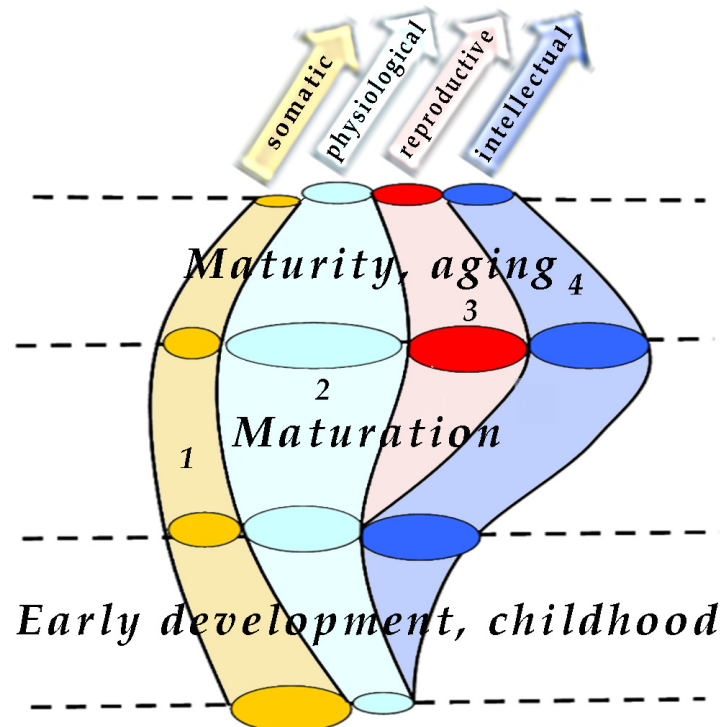 somatic
physiological
reproductive
intellectual
Maturity, aging
4
3
2
Maturation
1
Early development, childhood